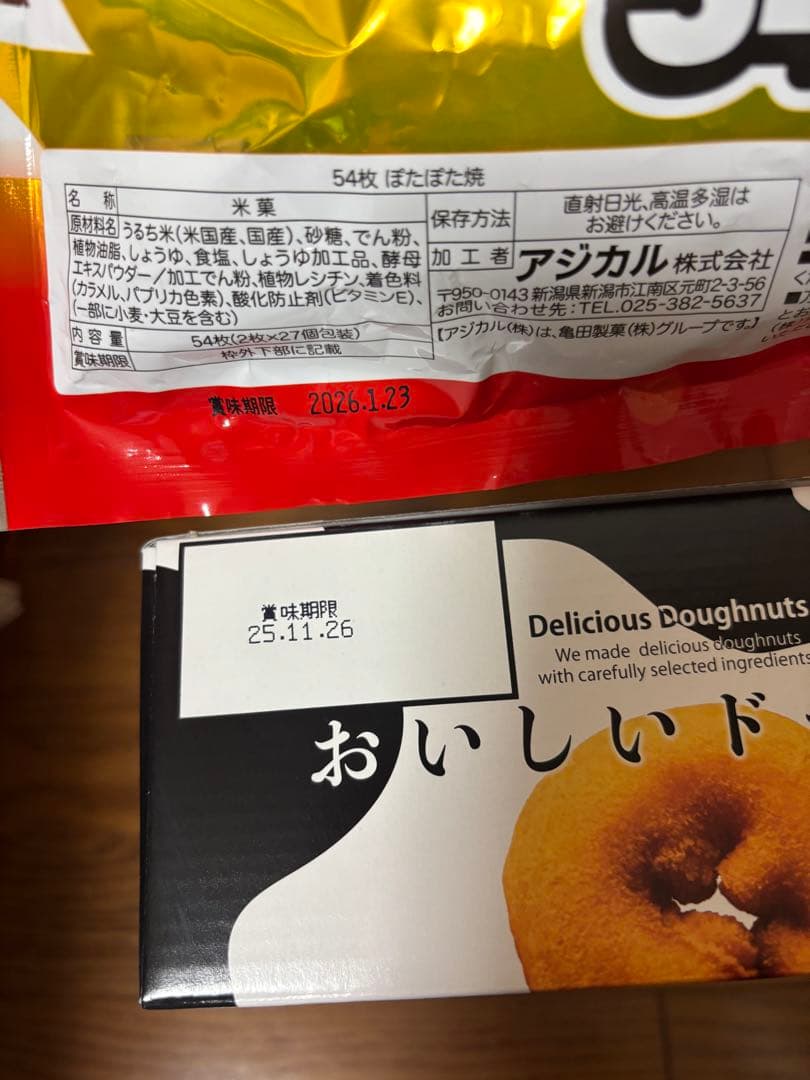 54枚 ぽたぽた焼
名称 米菓
原材料名 うるち米(米国産、国産)、砂糖、でん粉、
植物油脂、しょうゆ、食塩、しょうゆ加工品、酵母
エキスパウダー/加工でん粉、植物レシチン、着色料
(カラメル、パプリカ色素)、酸化防止剤(ビタミンE)、
(一部に小麦・大豆を含む)
内容量 54枚(2枚×27個包装)
賞味期限 枠外下部に記載
保存方法 直射日光、高温多湿は
お避けください。
加工者 アジカル 株式会社
〒950-0143 新潟県新潟市江南区元町2-3-56
お問い合わせ先:TEL.025-382-5637
【アジカル(株)は、亀田製菓(株)グループです】
賞味期限 2026.1.23
賞味期限
25.11.26
Delicious Doughnuts
We made delicious doughnuts
with carefully selected ingredients
おいしいド